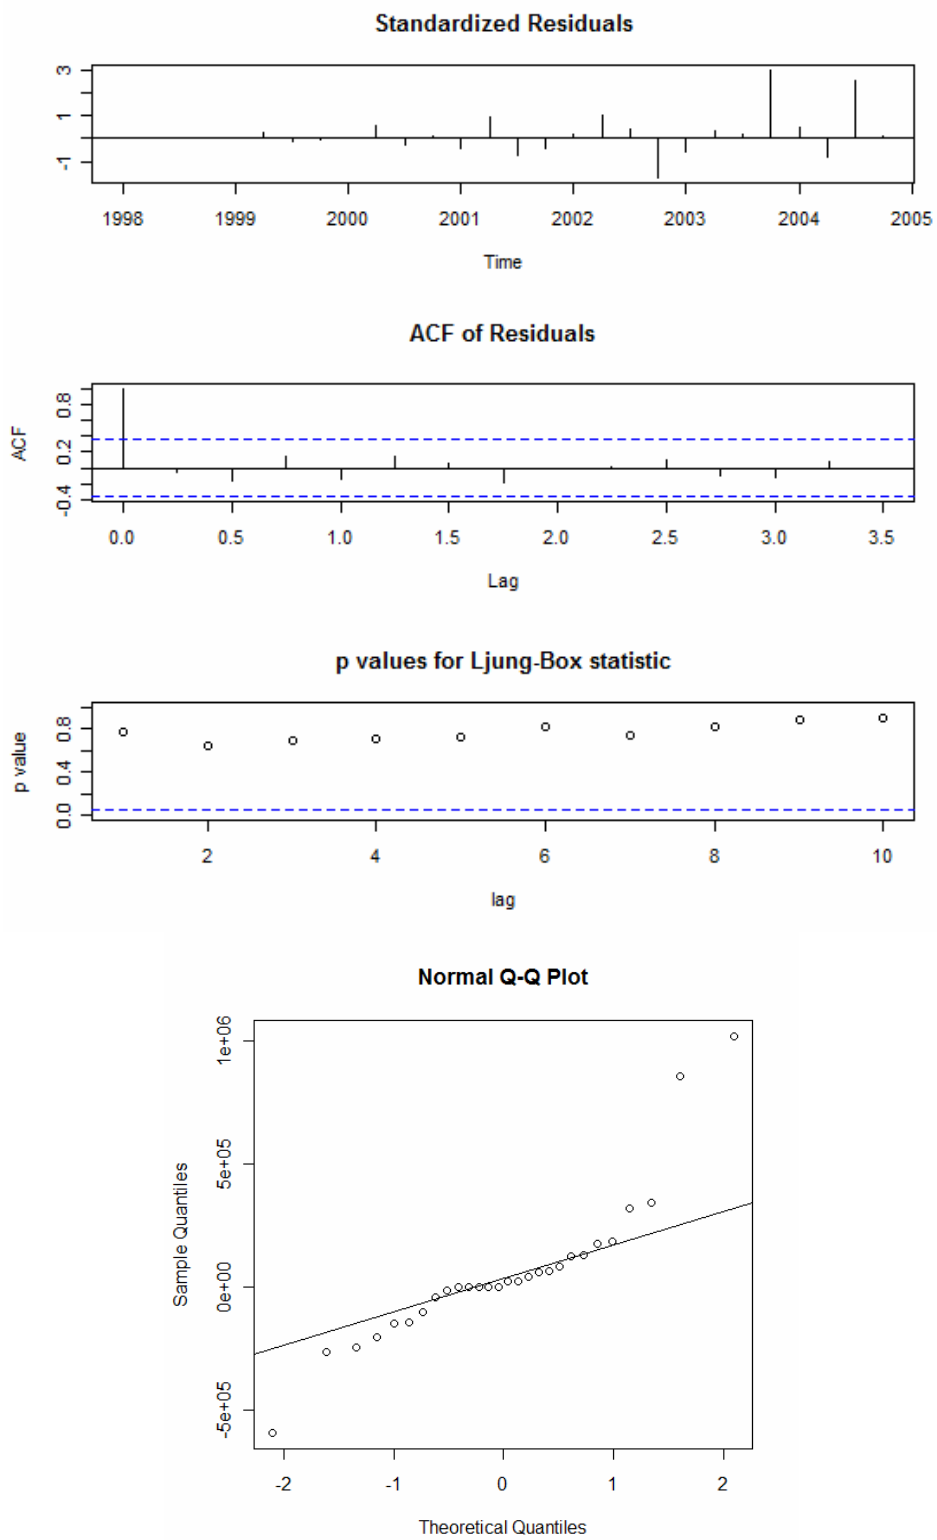 Standardized Residuals
3
1
-1
1998 1999 2000 2001 2002 2003 2004 2005
Time
ACF of Residuals
ACF
0.8
0.2
-0.4
0.0 0.5 1.0 1.5 2.0 2.5 3.0 3.5
Lag
p values for Ljung-Box statistic
p value
0.8
0.4
0.0
2 4 6 8 10
lag
Normal Q-Q Plot
Sample Quantiles
1e+06
5e+05
0e+00
-5e+05
-2 -1 0 1 2
Theoretical Quantiles